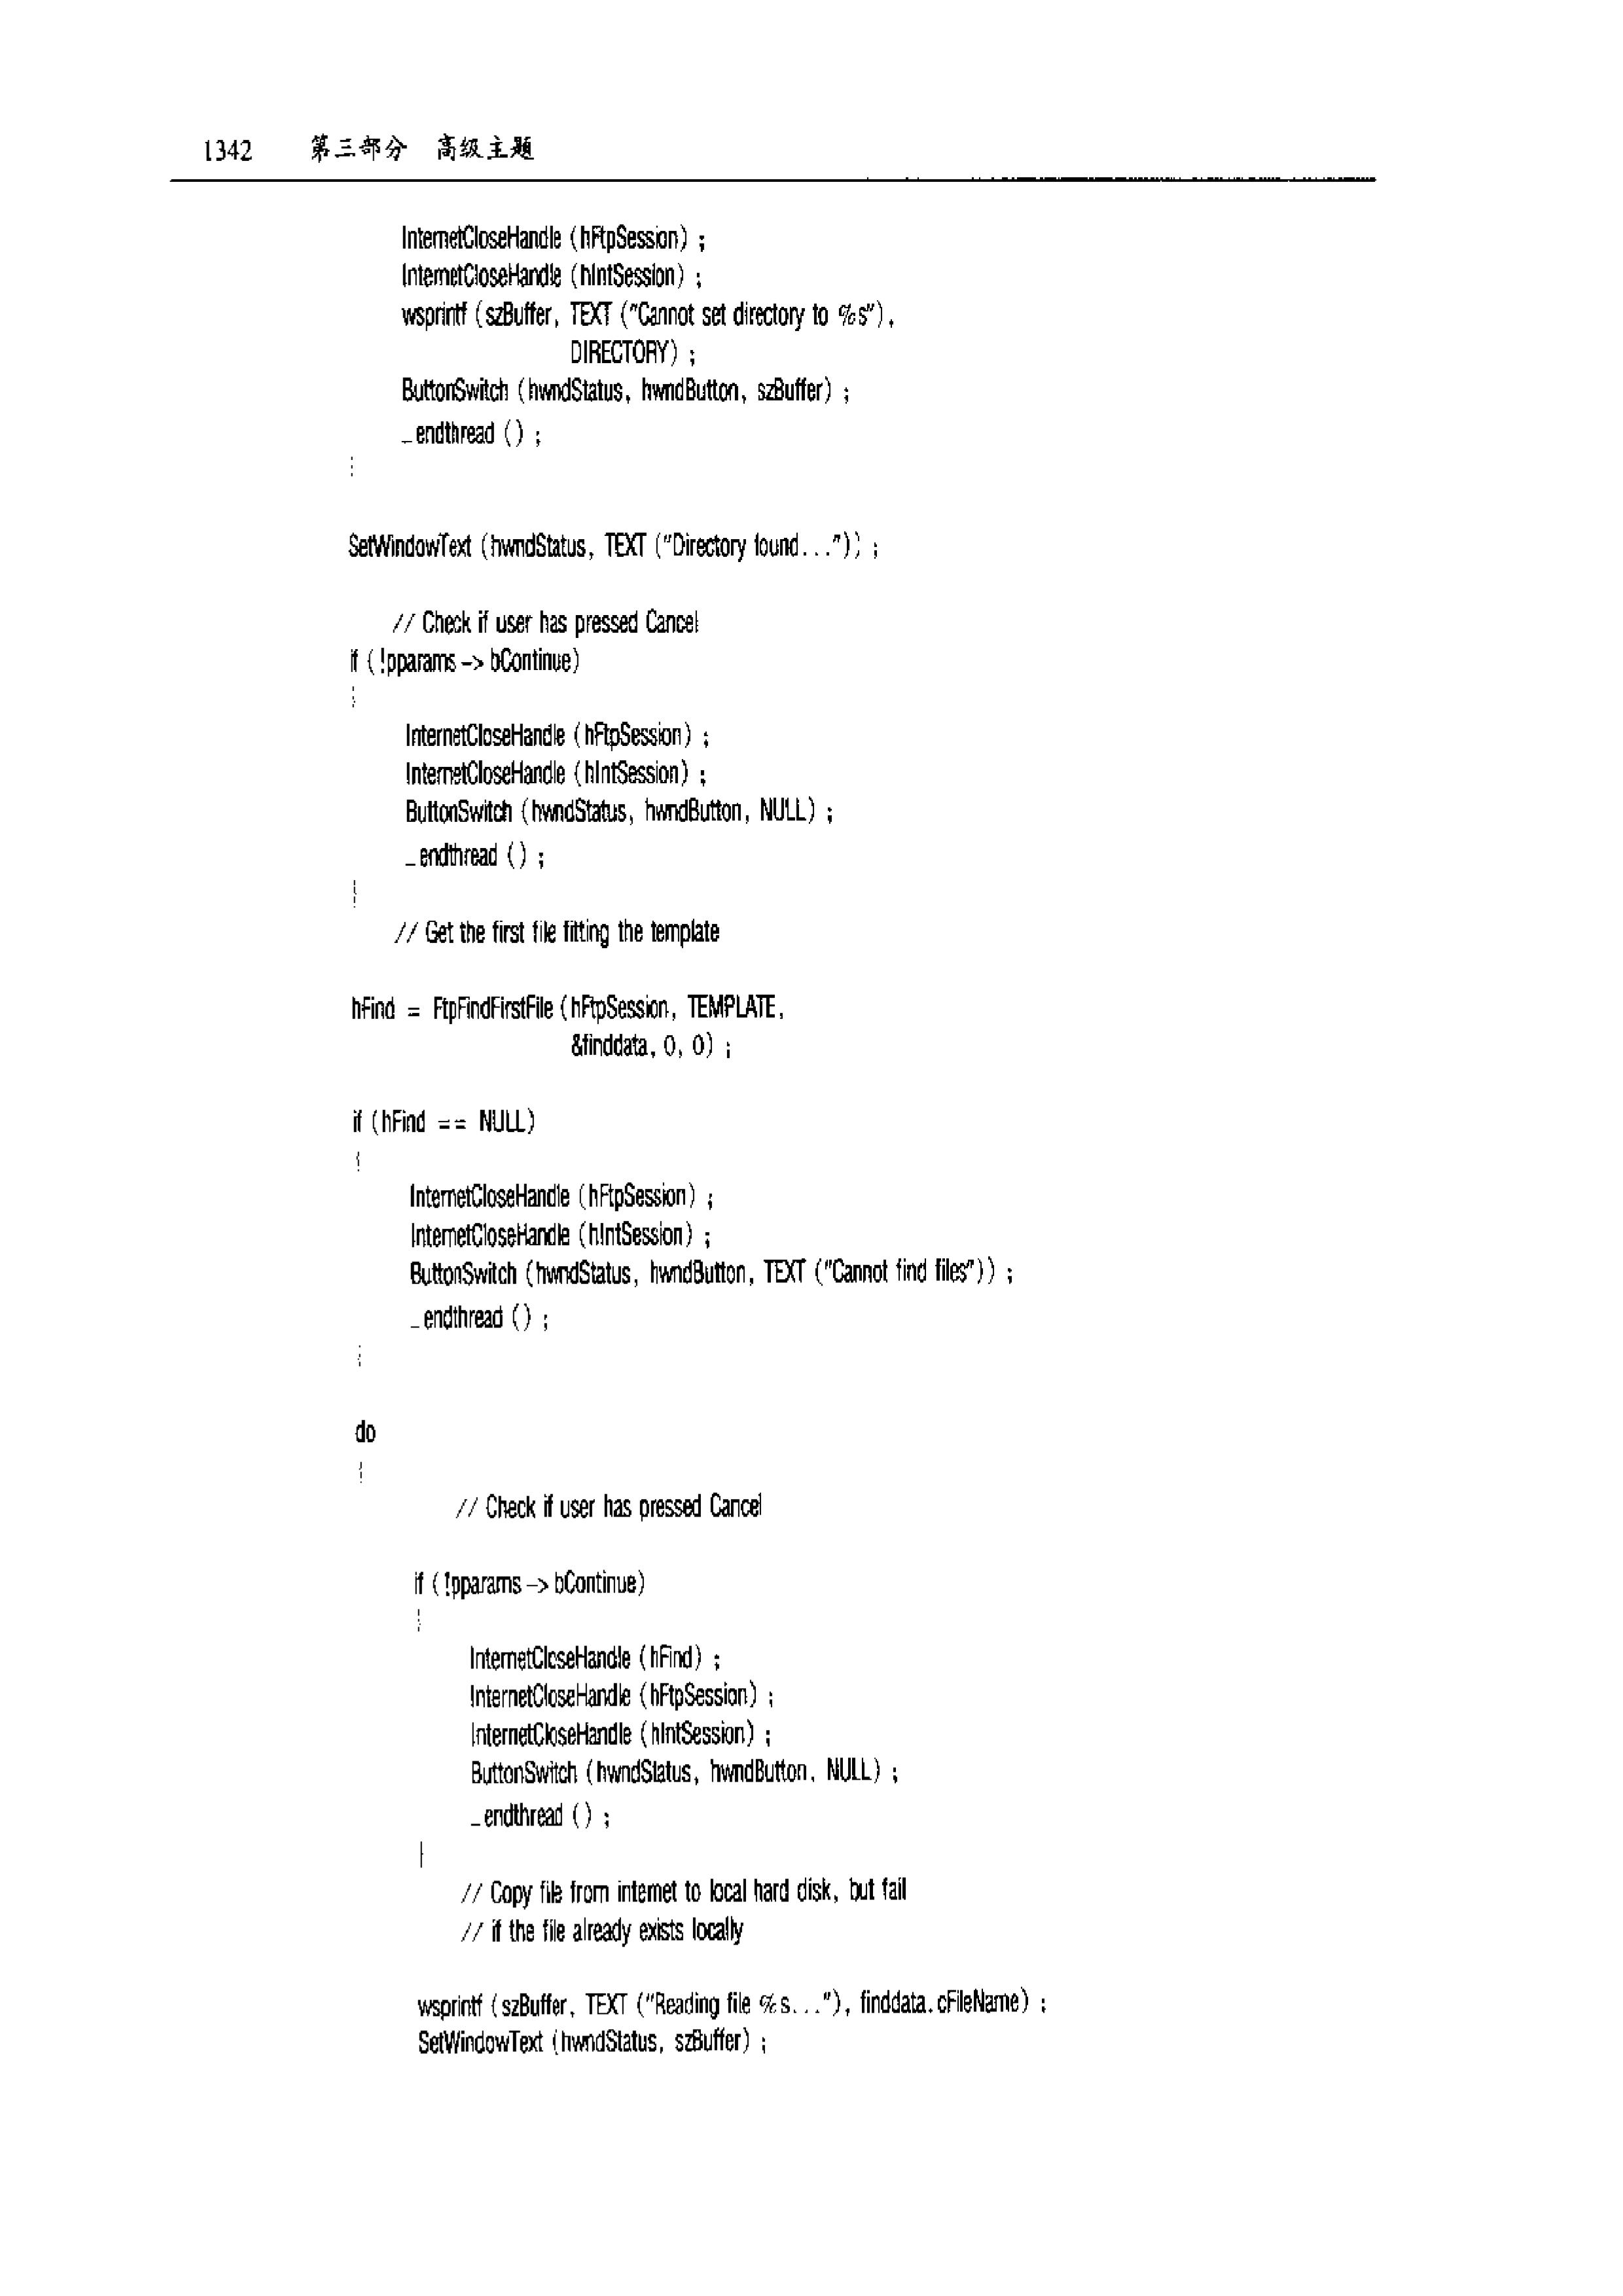 1342 第三部分 高级主题
InternetCloseHandle (hFtpSession) ;
InternetCloseHandle (hIntSession) ;
wsprintf (szBuffer, TEXT ("Cannot set directory to %s"),
DIRECTORY) ;
ButtonSwitch (hwndStatus, hwndButton, szBuffer) ;
_endthread () ;
}
SetWindowText (hwndStatus, TEXT ("Directory found...")) ;
// Check if user has pressed Cancel
if (!pparams -> bContinue)
{
InternetCloseHandle (hFtpSession) ;
InternetCloseHandle (hIntSession) ;
ButtonSwitch (hwndStatus, hwndButton, NULL) ;
_endthread () ;
}
// Get the first file fitting the template
hFind = FtpFindFirstFile (hFtpSession, TEMPLATE,
&finddata, 0, 0) ;
if (hFind == NULL)
{
InternetCloseHandle (hFtpSession) ;
InternetCloseHandle (hIntSession) ;
ButtonSwitch (hwndStatus, hwndButton, TEXT ("Cannot find files")) ;
_endthread () ;
}
do
{
// Check if user has pressed Cancel
if (!pparams -> bContinue)
{
InternetCloseHandle (hFind) ;
InternetCloseHandle (hFtpSession) ;
InternetCloseHandle (hIntSession) ;
ButtonSwitch (hwndStatus, hwndButton, NULL) ;
_endthread () ;
}
// Copy file from internet to local hard disk, but fail
// if the file already exists locally
wsprintf (szBuffer, TEXT ("Reading file %s..."), finddata.cFileName) ;
SetWindowText (hwndStatus, szBuffer) ;